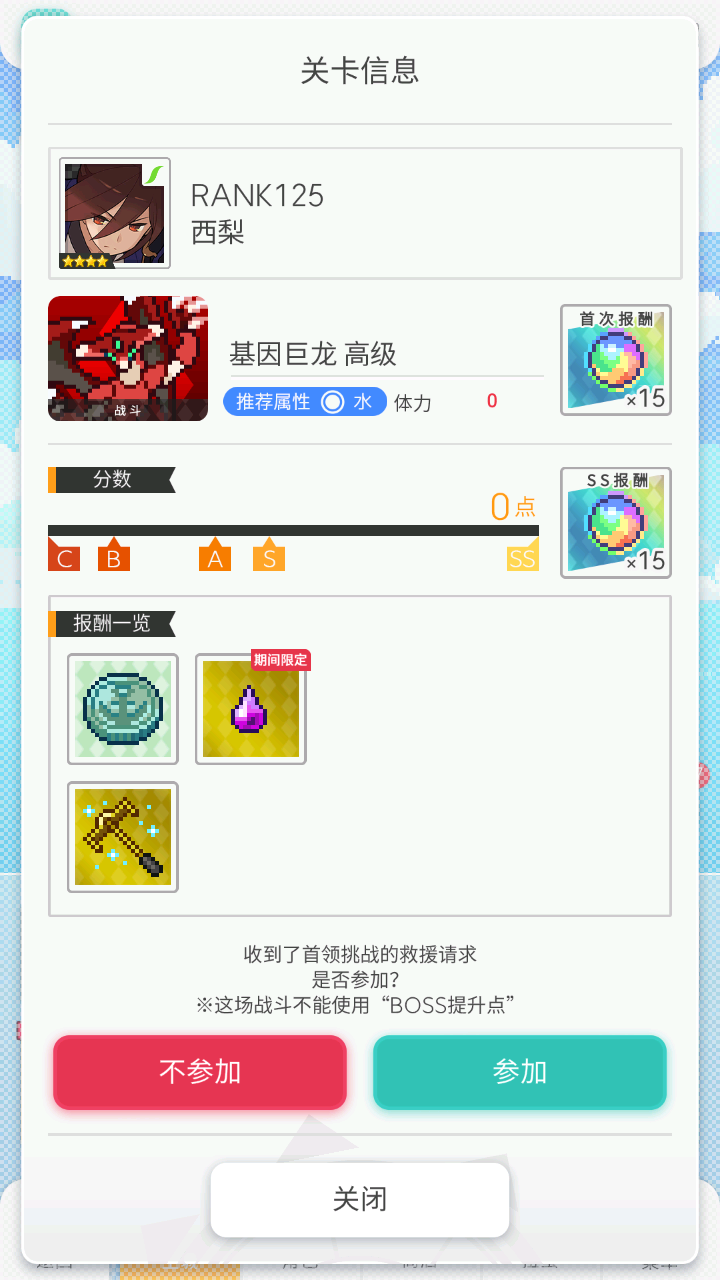 关卡信息
RANK125
西梨
基因巨龙 高级
战斗
推荐属性 水 体力 0
首次报酬
×15
分数
0点
C B A S SS
SS报酬
×15
报酬一览
期间限定
收到了首领挑战的救援请求
是否参加?
※这场战斗不能使用“BOSS提升点”
不参加 参加
关闭